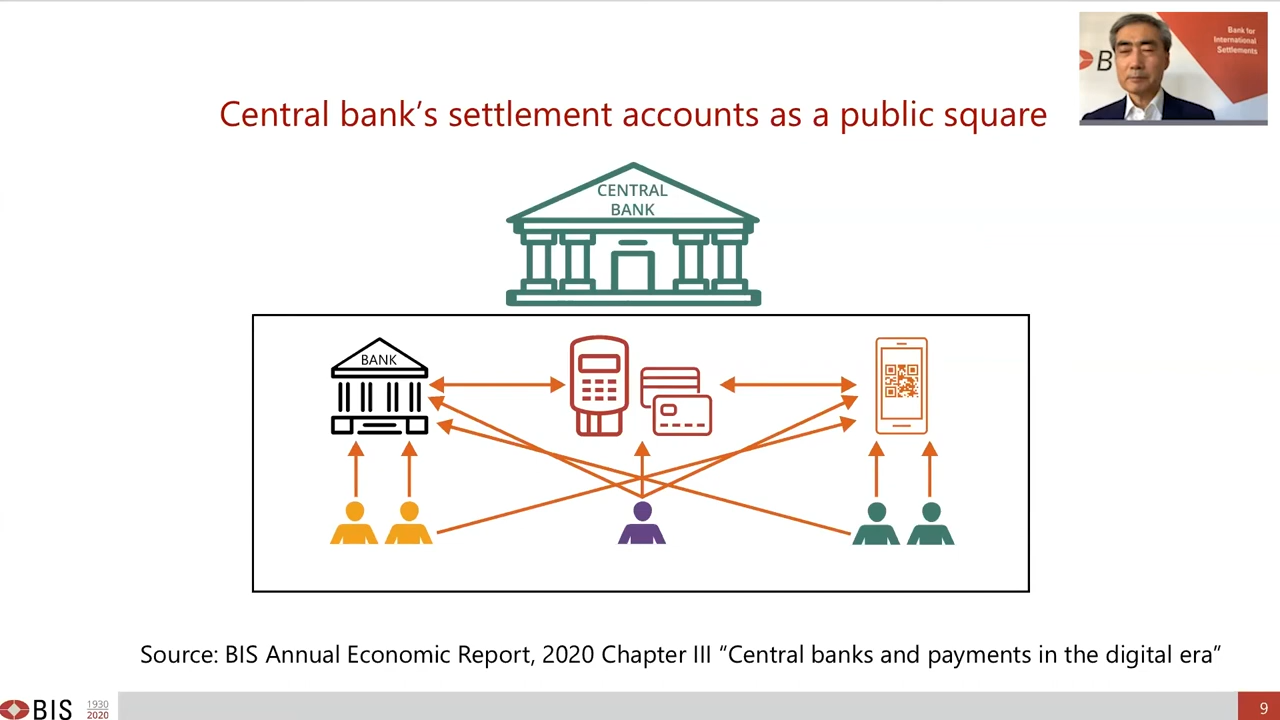 Bank for
International
Settlements
B
Central bank’s settlement accounts as a public square
CENTRAL
BANK
BANK
Source: BIS Annual Economic Report, 2020 Chapter III “Central banks and payments in the digital era”
BIS 1930
2020
9